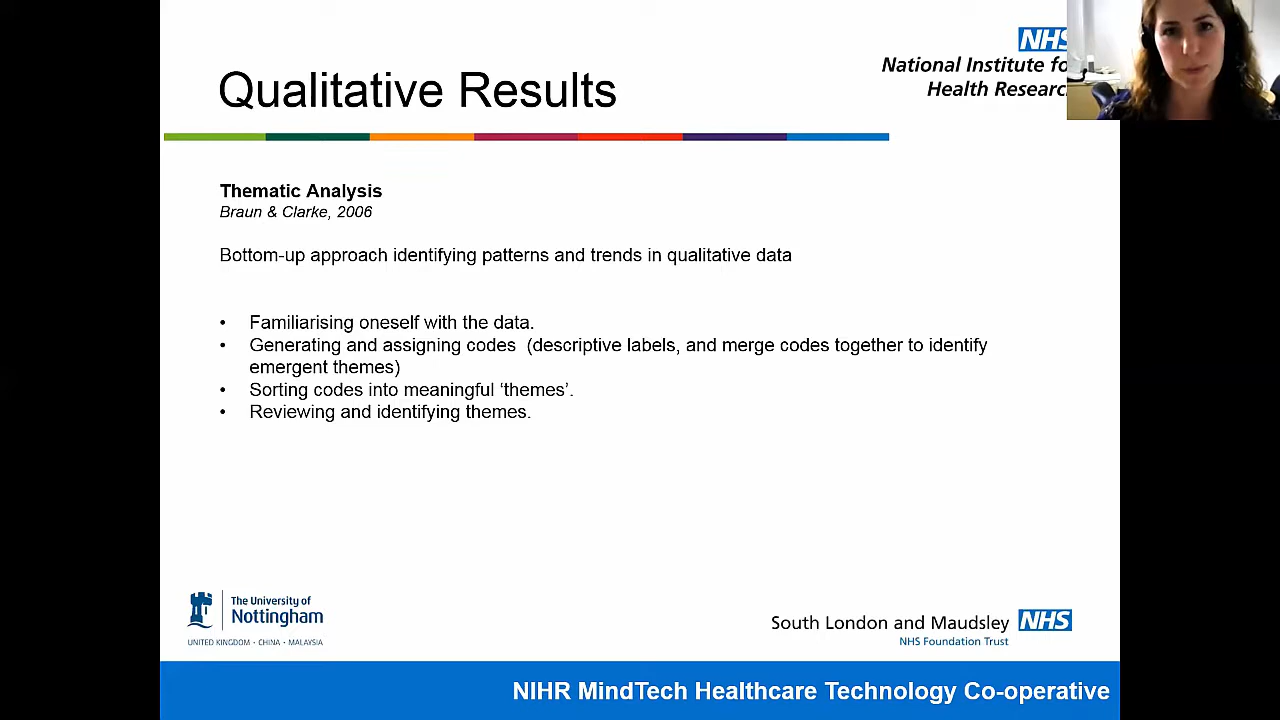 NHS
National Institute for
Health Research
Qualitative Results
Thematic Analysis
Braun & Clarke, 2006
Bottom-up approach identifying patterns and trends in qualitative data
• Familiarising oneself with the data.
• Generating and assigning codes (descriptive labels, and merge codes together to identify
emergent themes)
• Sorting codes into meaningful ‘themes’.
• Reviewing and identifying themes.
The University of
Nottingham
UNITED KINGDOM · CHINA · MALAYSIA
South London and Maudsley NHS
NHS Foundation Trust
NIHR MindTech Healthcare Technology Co-operative